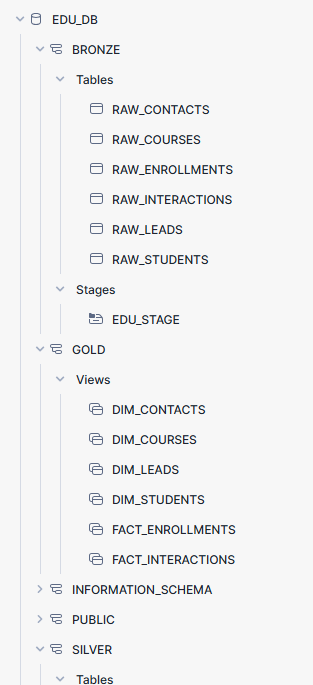 EDU_DB
BRONZE
Tables
RAW_CONTACTS
RAW_COURSES
RAW_ENROLLMENTS
RAW_INTERACTIONS
RAW_LEADS
RAW_STUDENTS
Stages
EDU_STAGE
GOLD
Views
DIM_CONTACTS
DIM_COURSES
DIM_LEADS
DIM_STUDENTS
FACT_ENROLLMENTS
FACT_INTERACTIONS
INFORMATION_SCHEMA
PUBLIC
SILVER
Tables